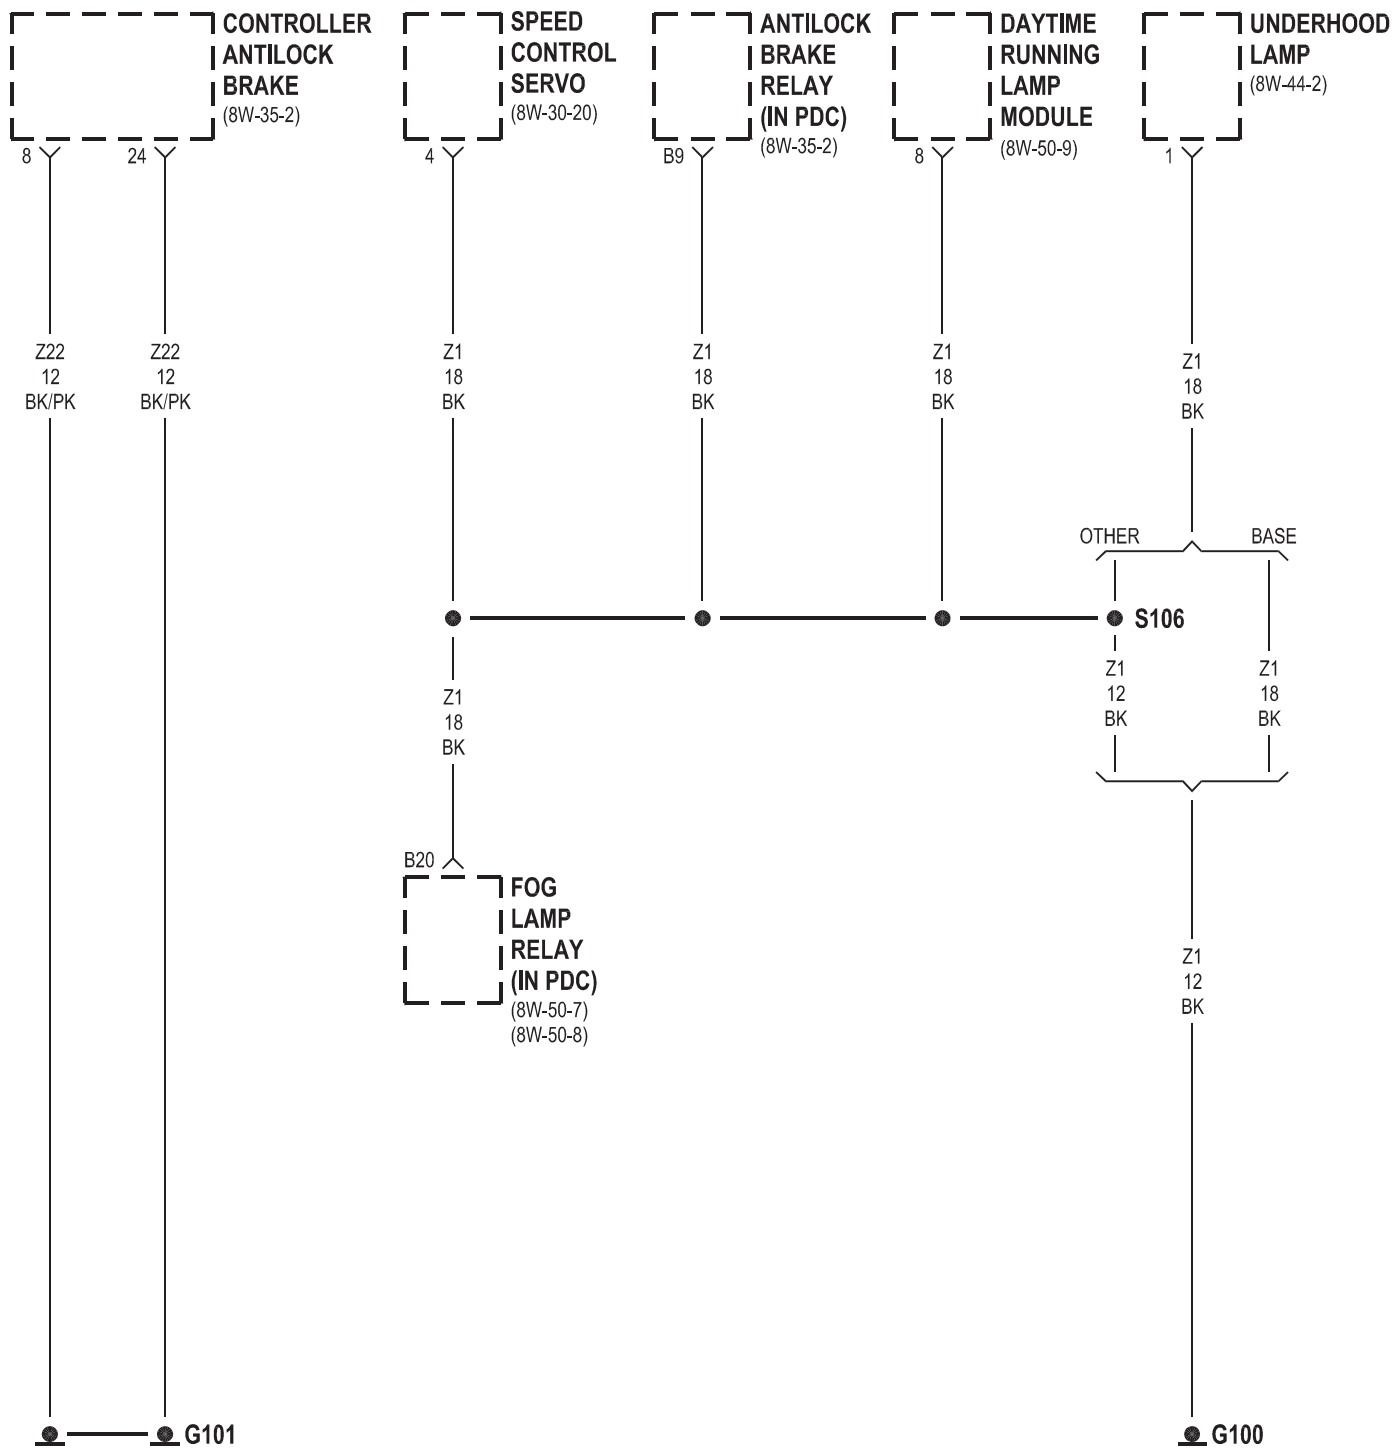 CONTROLLER
ANTILOCK
BRAKE
(8W-35-2)
8
24
SPEED
CONTROL
SERVO
(8W-30-20)
4
ANTILOCK
BRAKE
RELAY
(IN PDC)
(8W-35-2)
B9
DAYTIME
RUNNING
LAMP
MODULE
(8W-50-9)
8
UNDERHOOD
LAMP
(8W-44-2)
1
Z22
12
BK/PK
Z22
12
BK/PK
Z1
18
BK
Z1
18
BK
Z1
18
BK
Z1
18
BK
OTHER
BASE
S106
Z1
18
BK
Z1
12
BK
Z1
18
BK
B20
FOG
LAMP
RELAY
(IN PDC)
(8W-50-7)
(8W-50-8)
Z1
12
BK
G101
G100